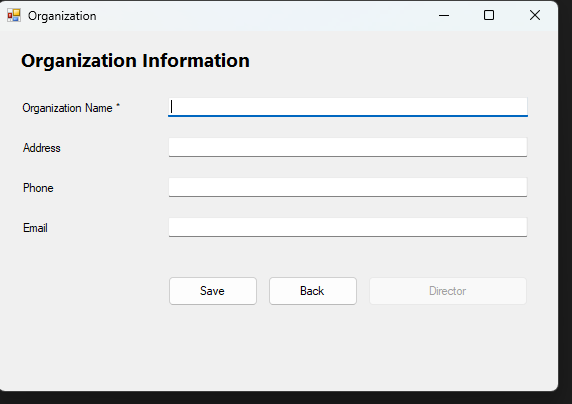 Organization
Organization Information
Organization Name *
Address
Phone
Email
Save Back Director